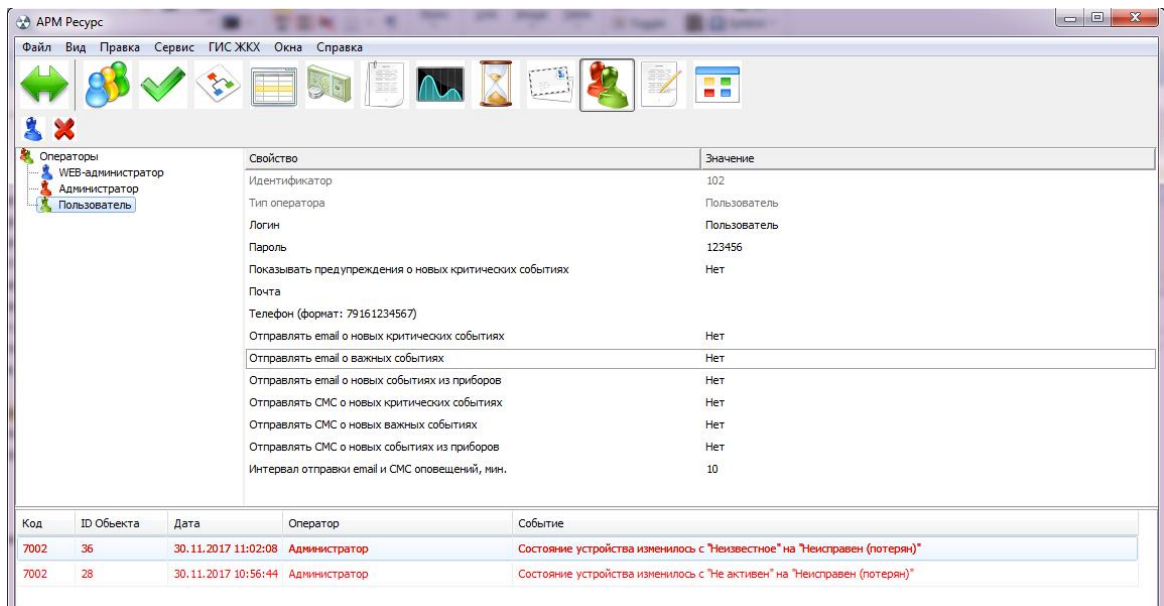 АРМ Ресурс
Файл Вид Правка Сервис ГИС ЖКХ Окна Справка
Операторы
WEB-администратор
Администратор
Пользователь
Свойство Значение
Идентификатор 102
Тип оператора Пользователь
Логин Пользователь
Пароль 123456
Показывать предупреждения о новых критических событиях Нет
Почта
Телефон (формат: 79161234567)
Отправлять email о новых критических событиях Нет
Отправлять email о важных событиях Нет
Отправлять email о новых событиях из приборов Нет
Отправлять СМС о новых критических событиях Нет
Отправлять СМС о новых важных событиях Нет
Отправлять СМС о новых событиях из приборов Нет
Интервал отправки email и СМС оповещений, мин. 10
Код ID Обьекта Дата Оператор Событие
7002 36 30.11.2017 11:02:08 Администратор Состояние устройства изменилось с "Неизвестное" на "Неисправен (потерян)"
7002 28 30.11.2017 10:56:44 Администратор Состояние устройства изменилось с "Не активен" на "Неисправен (потерян)"